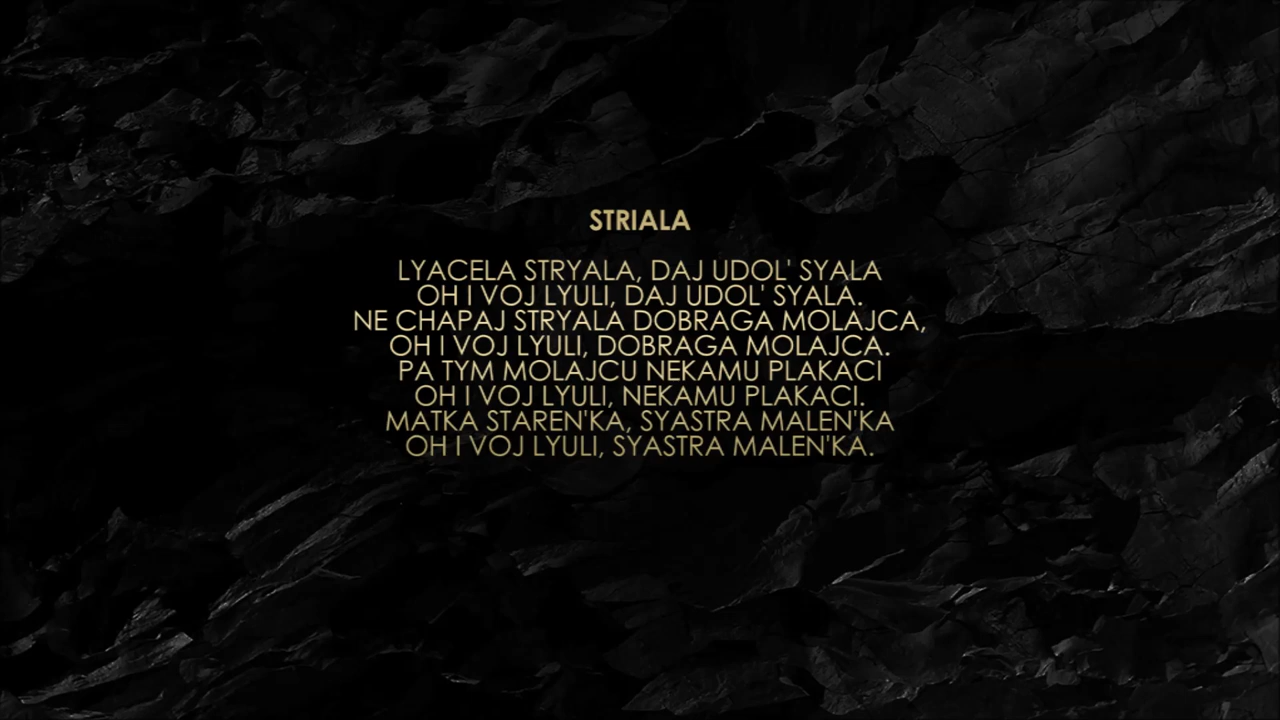 STRIALA
LYACELA STRYALA, DAJ UDOL' SYALA
OH I VOJ LYULI, DAJ UDOL' SYALA.
NE CHAPAJ STRYALA DOBRAGA MOLAJCA,
OH I VOJ LYULI, DOBRAGA MOLAJCA.
PA TYM MOLAJCU NEKAMU PLAKACI
OH I VOJ LYULI, NEKAMU PLAKACI.
MATKA STAREN'KA, SYASTRA MALEN'KA
OH I VOJ LYULI, SYASTRA MALEN'KA.